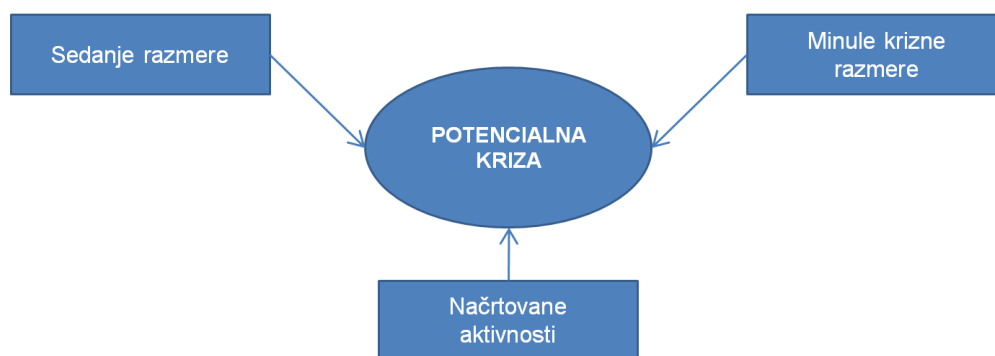 Sedanje razmere
Minule krizne
razmere
POTENCIALNA
KRIZA
Načrtovane
aktivnosti